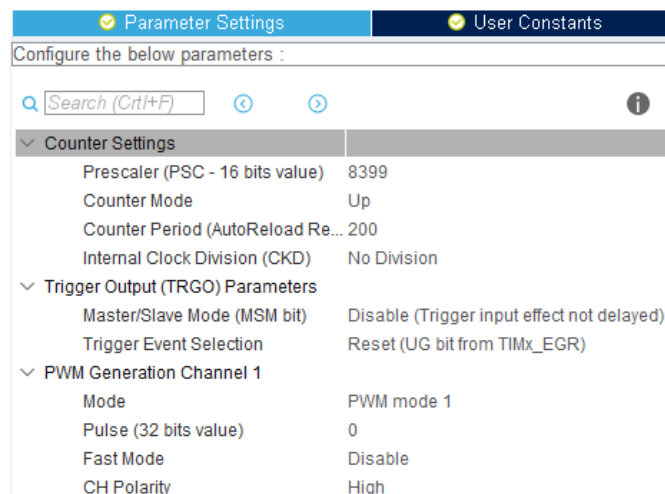 Parameter Settings User Constants
Configure the below parameters :
Search (Crtl+F)
Counter Settings
Prescaler (PSC - 16 bits value) 8399
Counter Mode Up
Counter Period (AutoReload Re... 200
Internal Clock Division (CKD) No Division
Trigger Output (TRGO) Parameters
Master/Slave Mode (MSM bit) Disable (Trigger input effect not delayed)
Trigger Event Selection Reset (UG bit from TIMx_EGR)
PWM Generation Channel 1
Mode PWM mode 1
Pulse (32 bits value) 0
Fast Mode Disable
CH Polarity High